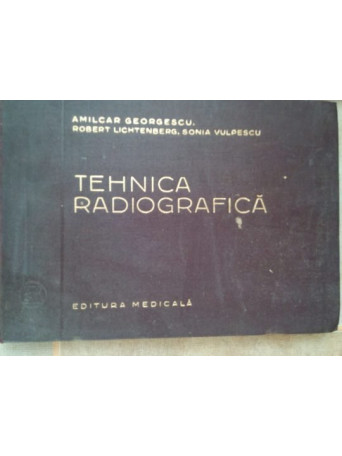 AMILCAR GEORGESCU,
ROBERT LICHTENBERG, SONIA VULPESCU
TEHNICA
RADIOGRAFICĂ
EDITURA MEDICALĂ